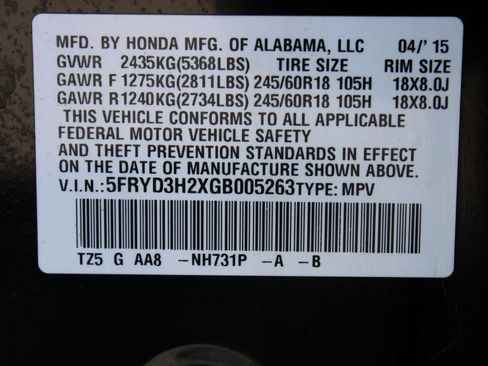 MFD. BY HONDA MFG. OF ALABAMA, LLC 04/'15
GVWR 2435KG(5368LBS) TIRE SIZE RIM SIZE
GAWR F 1275KG(2811LBS) 245/60R18 105H 18X8.0J
GAWR R 1240KG(2734LBS) 245/60R18 105H 18X8.0J
THIS VEHICLE CONFORMS TO ALL APPLICABLE
FEDERAL MOTOR VEHICLE SAFETY
AND THEFT PREVENTION STANDARDS IN EFFECT
ON THE DATE OF MANUFACTURE SHOWN ABOVE.
V.I.N.:5FRYD3H2XGB005263 TYPE: MPV
TZ5 G AA8 -NH731P -A -B